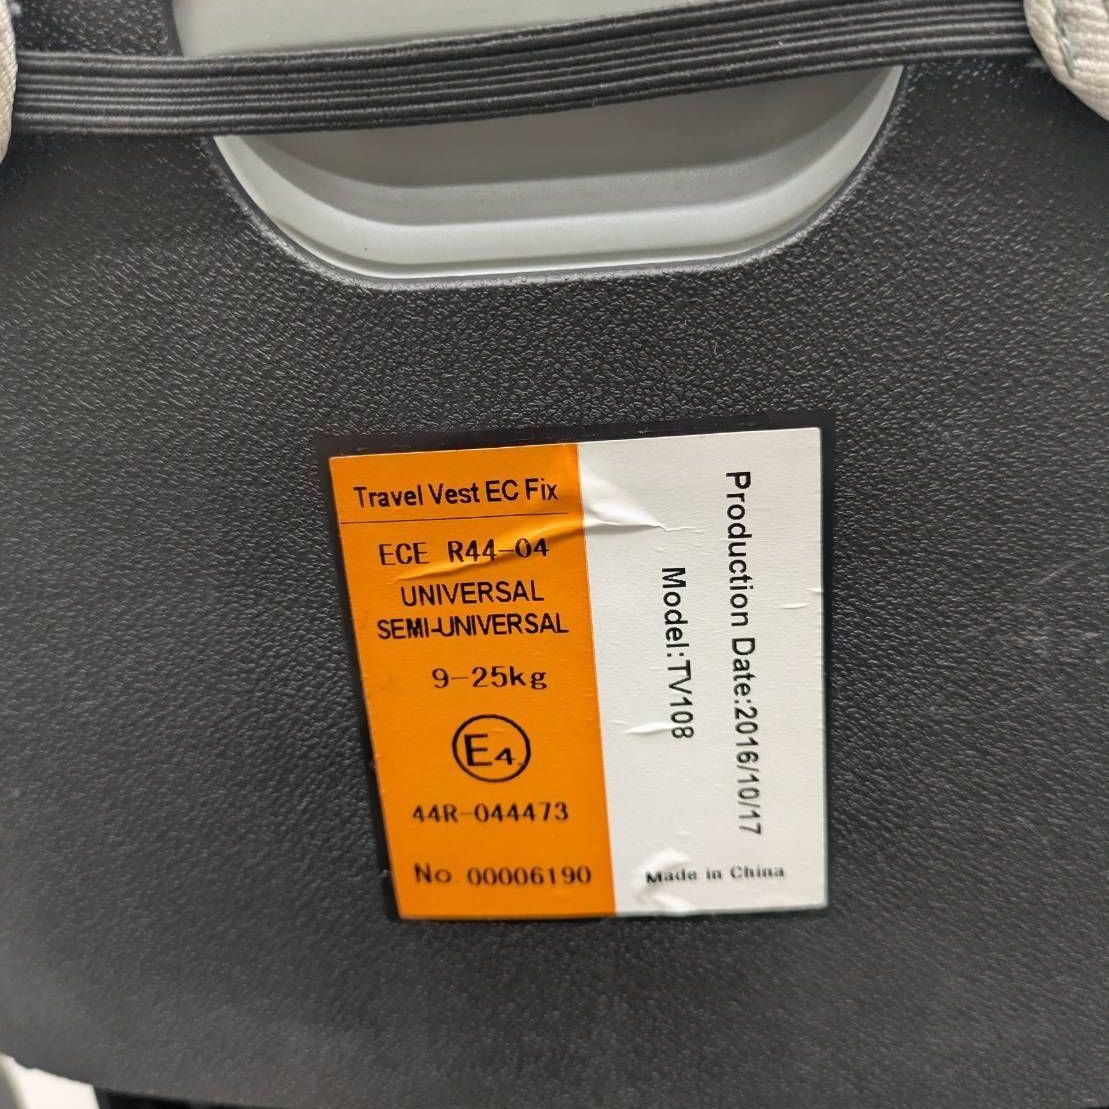 Travel Vest EC Fix
ECE R44-04
UNIVERSAL
SEMI-UNIVERSAL
9-25kg
E4
44R-044473
No. 00006190
Production Date:2016/10/17
Model:TV108
Made in China